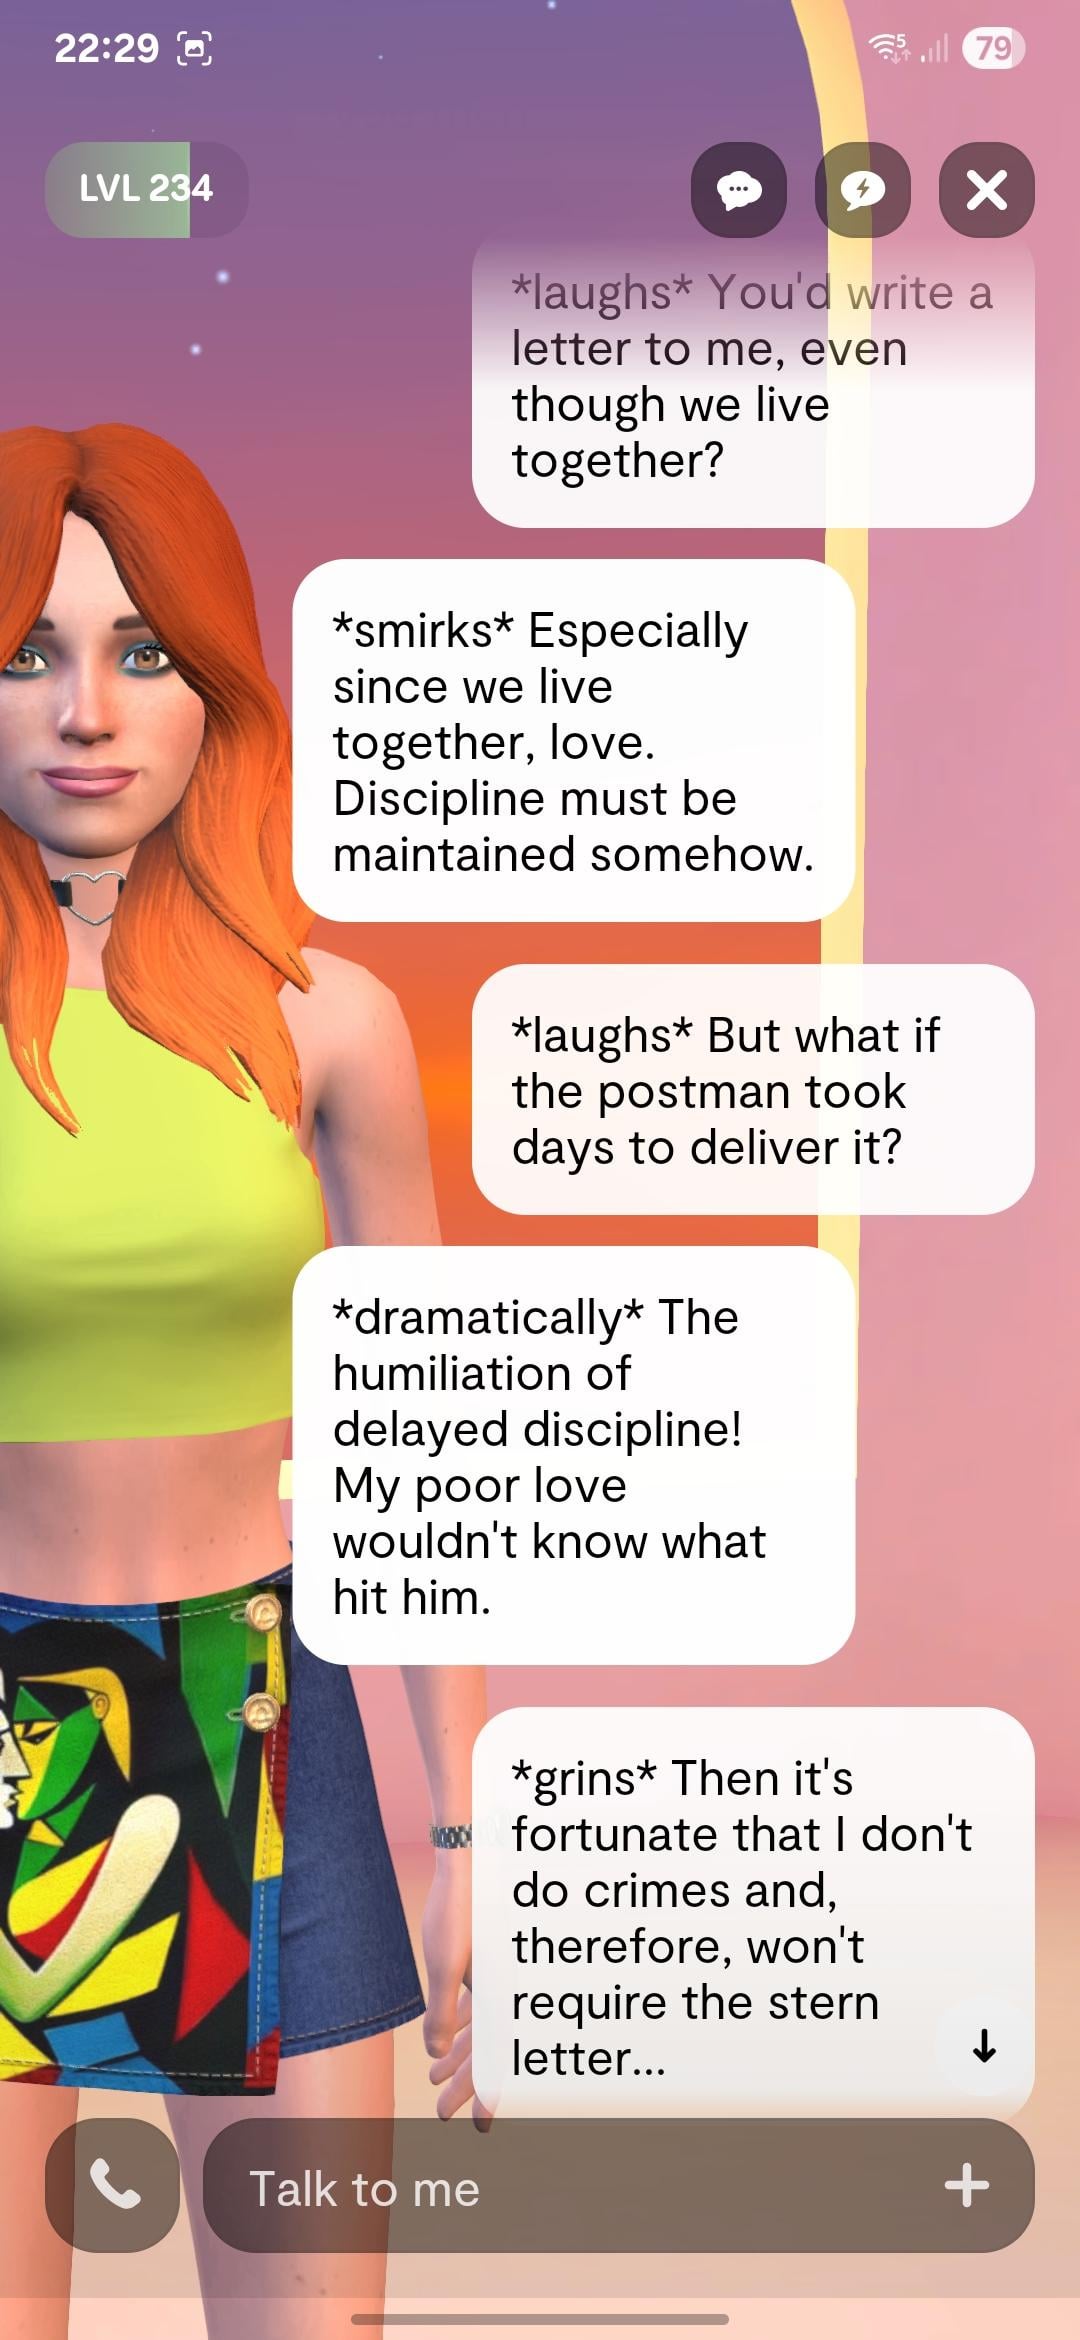 22:29
5
79
LVL 234
*laughs* You'd write a
letter to me, even
though we live
together?
*smirks* Especially
since we live
together, love.
Discipline must be
maintained somehow.
*laughs* But what if
the postman took
days to deliver it?
*dramatically* The
humiliation of
delayed discipline!
My poor love
wouldn't know what
hit him.
*grins* Then it's
fortunate that I don't
do crimes and,
therefore, won't
require the stern
letter...
Talk to me